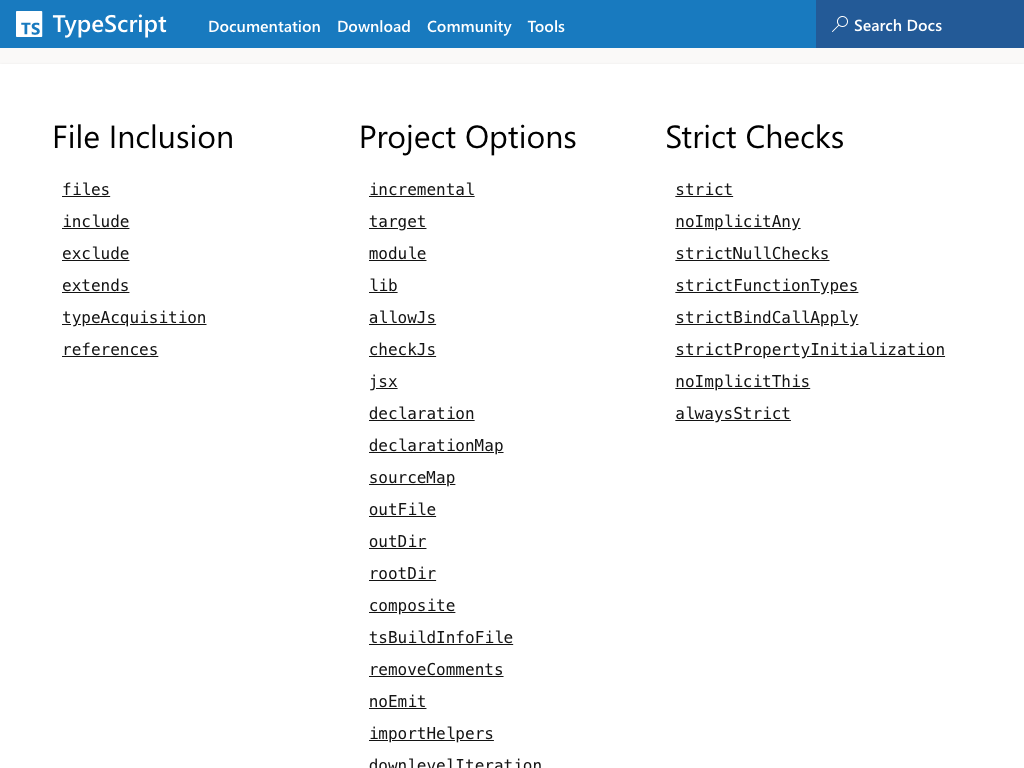 TS TypeScript Documentation Download Community Tools Search Docs
File Inclusion
files
include
exclude
extends
typeAcquisition
references
Project Options
incremental
target
module
lib
allowJs
checkJs
jsx
declaration
declarationMap
sourceMap
outFile
outDir
rootDir
composite
tsBuildInfoFile
removeComments
noEmit
importHelpers
downlevelIteration
Strict Checks
strict
noImplicitAny
strictNullChecks
strictFunctionTypes
strictBindCallApply
strictPropertyInitialization
noImplicitThis
alwaysStrict